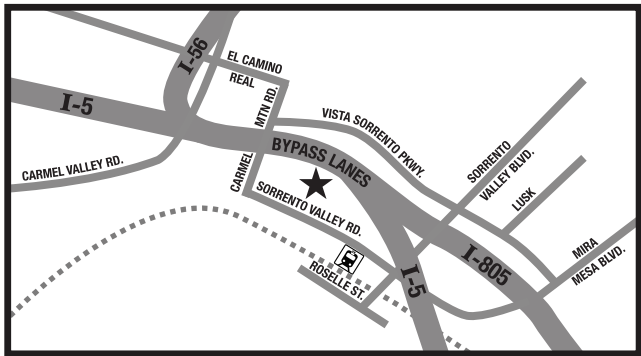 I-56
EL CAMINO
REAL
I-5
MTN RD.
CARMEL
VISTA SORRENTO PKWY.
BYPASS LANES
SORRENTO
VALLEY BLVD.
CARMEL VALLEY RD.
LUSK
SORRENTO VALLEY RD.
MIRA
MESA BLVD.
ROSELLE ST.
I-5
I-805